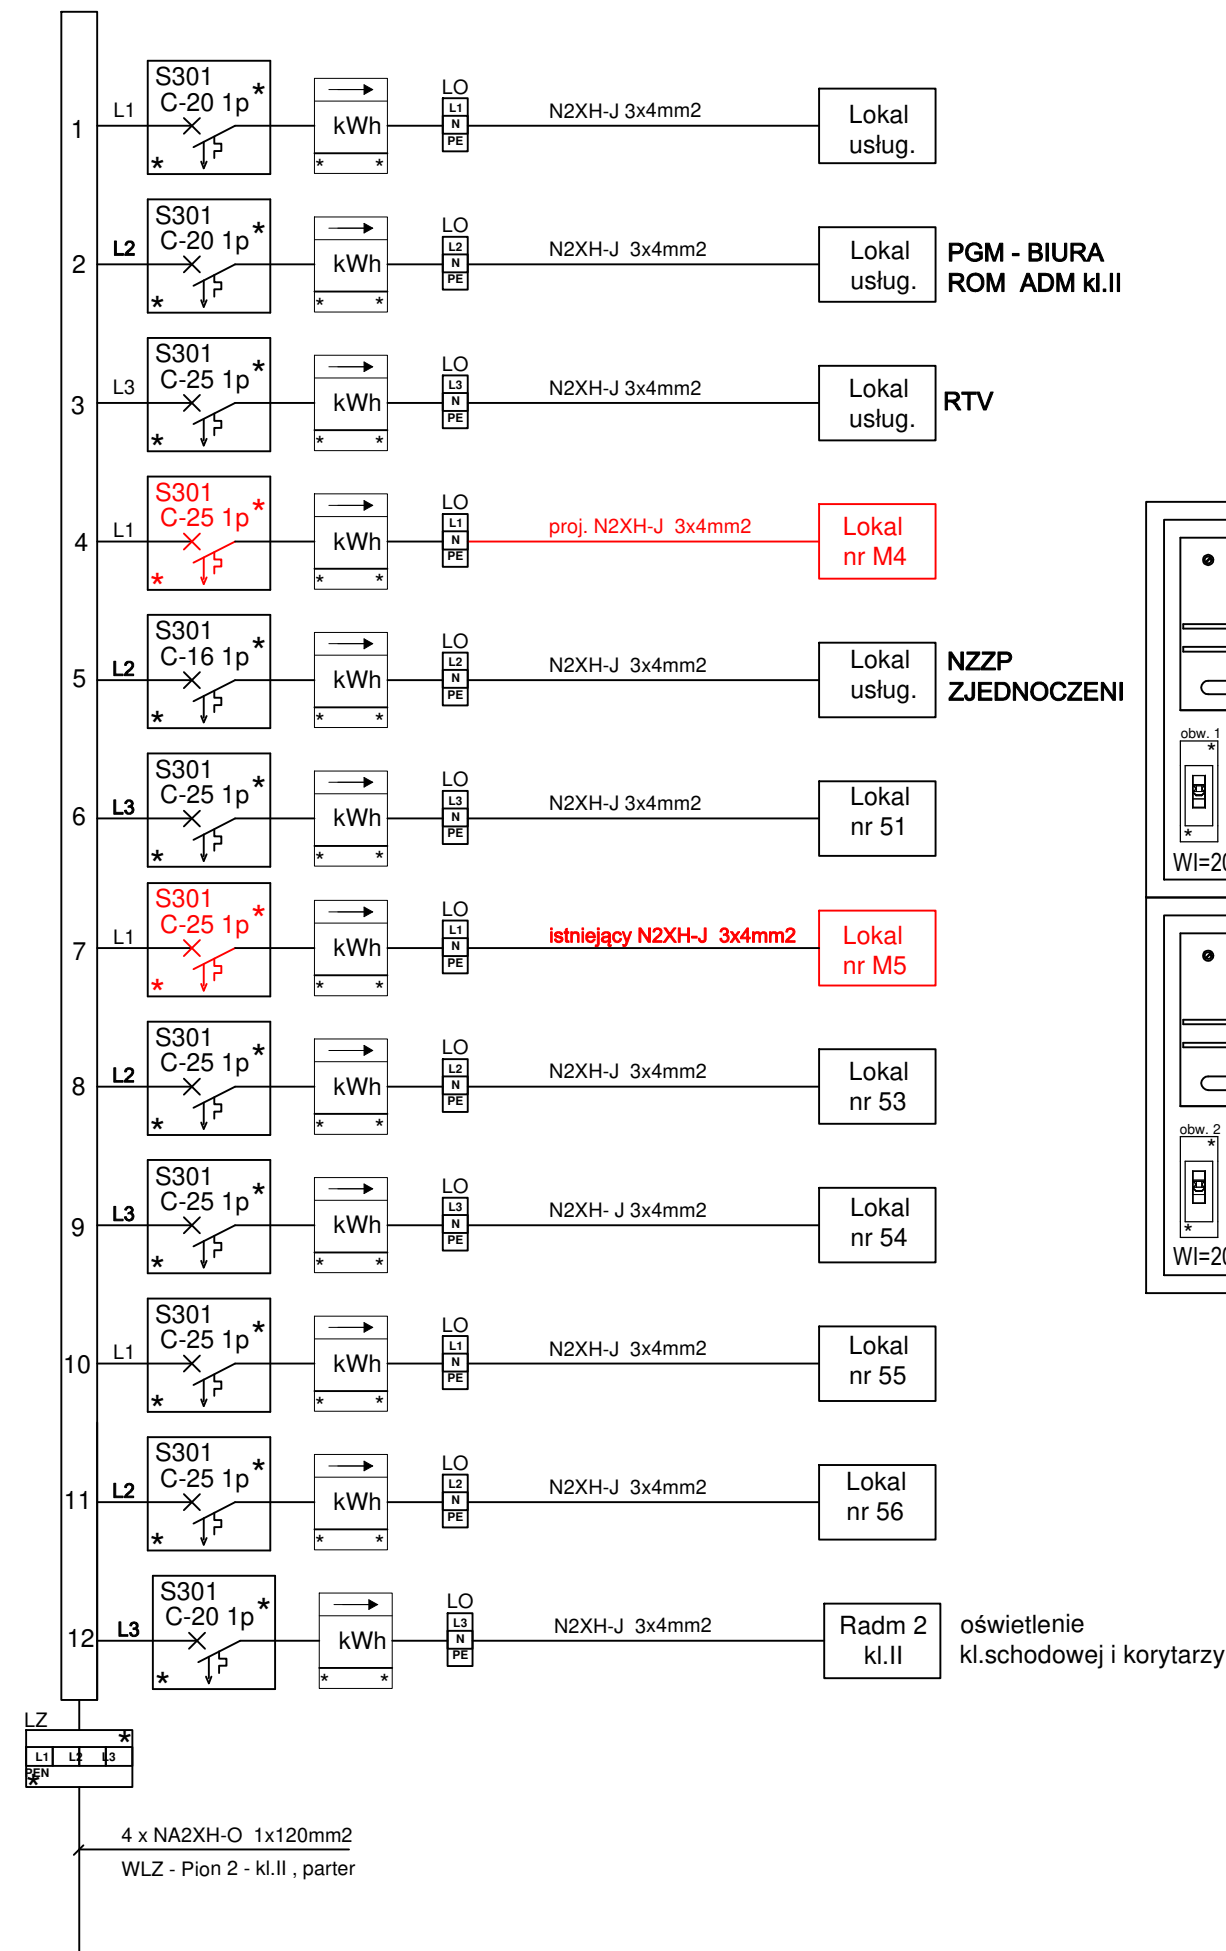 S301
C-20 1p*
1
L1
*
kWh
* *
LO
L1
N
PE
N2XH-J 3x4mm2
Lokal
usług.
S301
C-20 1p*
2
L2
*
kWh
* *
LO
L2
N
PE
N2XH-J 3x4mm2
Lokal
usług.
PGM - BIURA
ROM ADM kl.II
S301
C-25 1p*
3
L3
*
kWh
* *
LO
L3
N
PE
N2XH-J 3x4mm2
Lokal
usług.
RTV
S301
C-25 1p*
4
L1
*
kWh
* *
LO
L1
N
PE
proj. N2XH-J 3x4mm2
Lokal
nr M4
S301
C-16 1p*
5
L2
*
kWh
* *
LO
L2
N
PE
N2XH-J 3x4mm2
Lokal
usług.
NZZP
ZJEDNOCZENI
S301
C-25 1p*
6
L3
*
kWh
* *
LO
L3
N
PE
N2XH-J 3x4mm2
Lokal
nr 51
S301
C-25 1p*
7
L1
*
kWh
* *
LO
L1
N
PE
istniejący N2XH-J 3x4mm2
Lokal
nr M5
S301
C-25 1p*
8
L2
*
kWh
* *
LO
L2
N
PE
N2XH-J 3x4mm2
Lokal
nr 53
S301
C-25 1p*
9
L3
*
kWh
* *
LO
L3
N
PE
N2XH- J 3x4mm2
Lokal
nr 54
S301
C-25 1p*
10
L1
*
kWh
* *
LO
L1
N
PE
N2XH-J 3x4mm2
Lokal
nr 55
S301
C-25 1p*
11
L2
*
kWh
* *
LO
L2
N
PE
N2XH-J 3x4mm2
Lokal
nr 56
S301
C-20 1p*
12
L3
*
kWh
* *
LO
L3
N
PE
N2XH-J 3x4mm2
Radm 2
kl.II
oświetlenie
kl.schodowej i korytarzy
LZ
*
L1 L2 L3
PEN
*
4 x NA2XH-O 1x120mm2
WLZ - Pion 2 - kl.II , parter
obw. 1
*
*
obw. 2
*
*